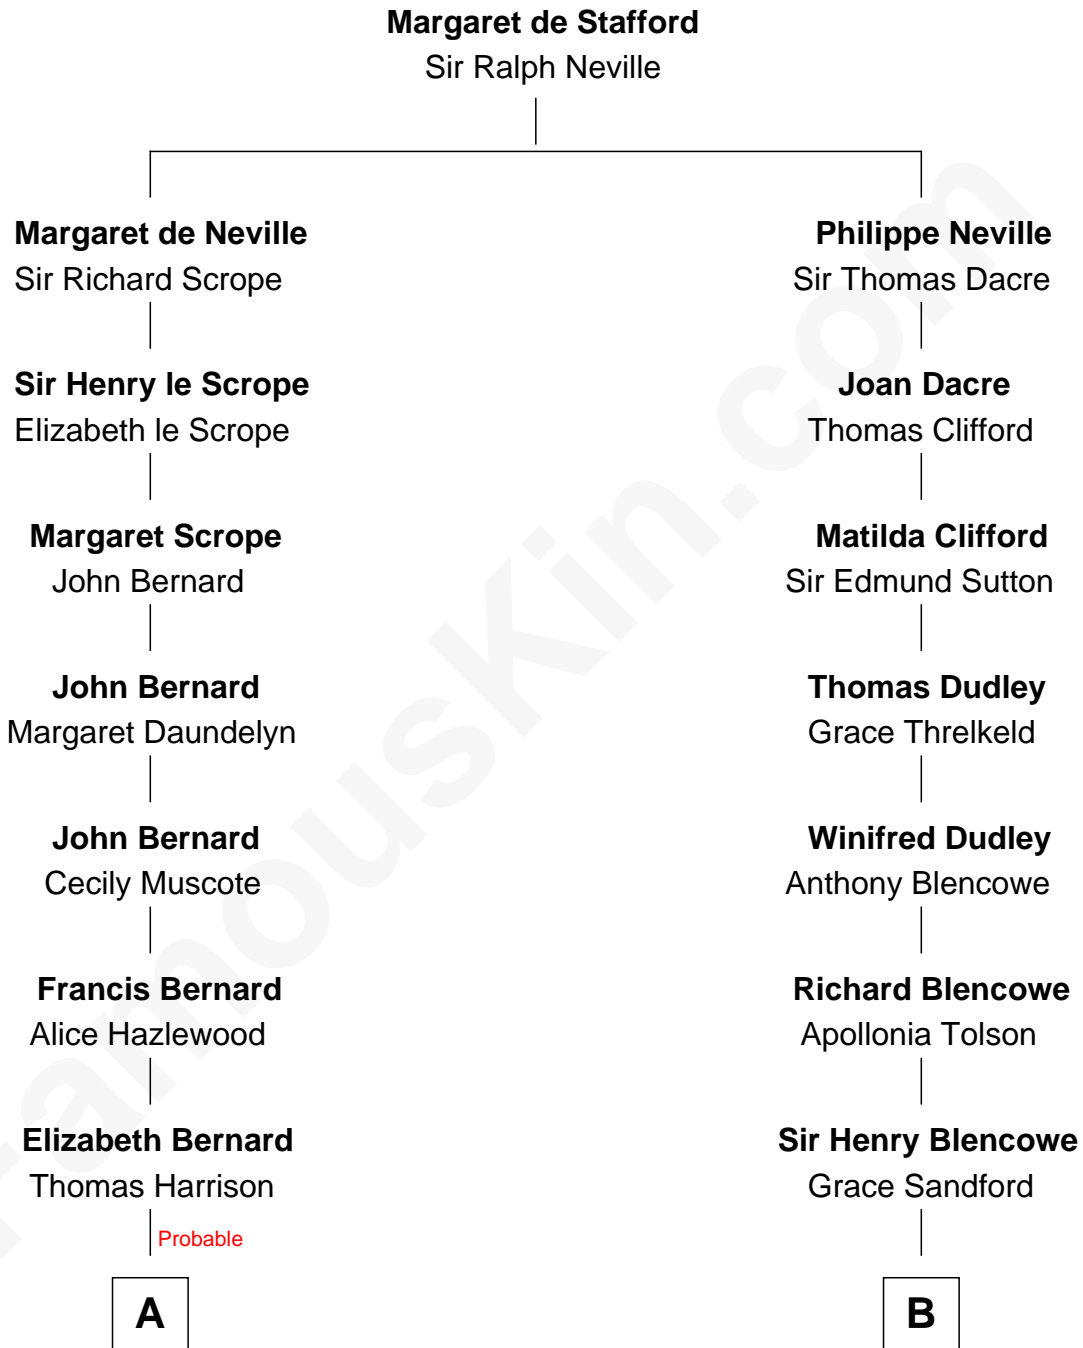 Margaret de Stafford
Sir Ralph Neville
Margaret de Neville
Sir Richard Scrope
Philippe Neville
Sir Thomas Dacre
Sir Henry le Scrope
Elizabeth le Scrope
Joan Dacre
Thomas Clifford
Margaret Scrope
John Bernard
Matilda Clifford
Sir Edmund Sutton
John Bernard
Margaret Daundelyn
Thomas Dudley
Grace Threlkeld
John Bernard
Cecily Muscote
Winifred Dudley
Anthony Blencowe
Francis Bernard
Alice Hazlewood
Richard Blencowe
Apollonia Tolson
Elizabeth Bernard
Thomas Harrison
Sir Henry Blencowe
Grace Sandford
Probable
A
B
FamousKin.com